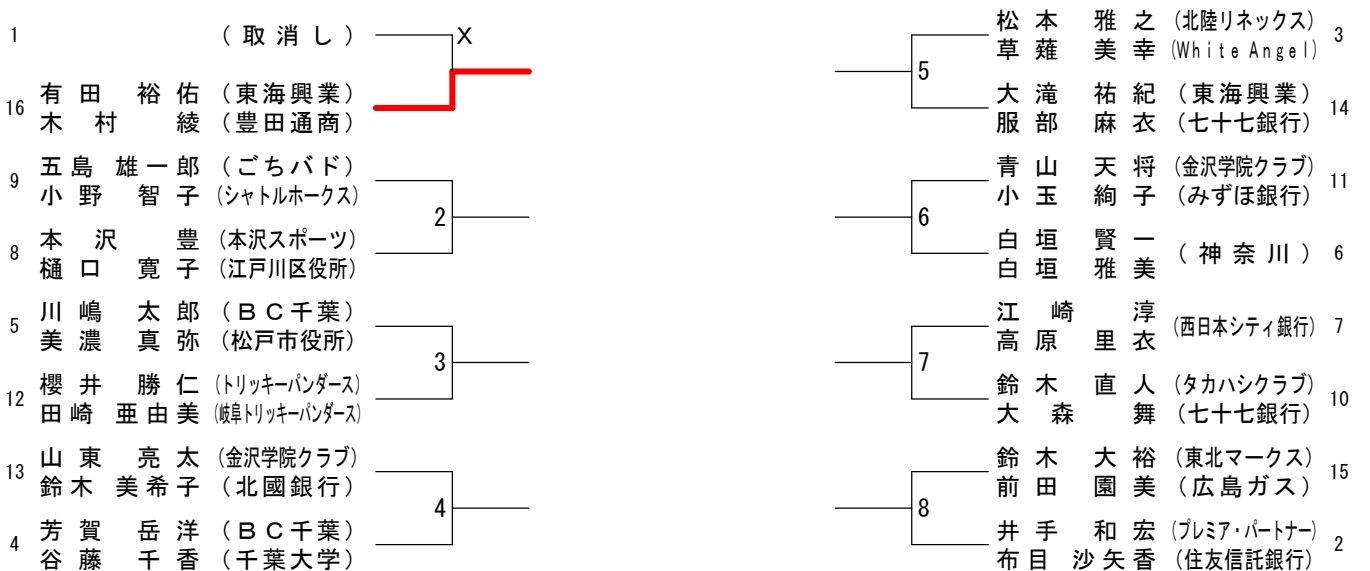 1 （取消し） X
16 有田 裕佑 （東海興業）
木村 綾 （豊田通商）
9 五島 雄一郎 （ごちバド）
小野 智子 （シャトルホークス）
2
8 本沢 豊 （本沢スポーツ）
樋口 寛子 （江戸川区役所）
5 川嶋 太郎 （ＢＣ千葉）
美濃 真弥 （松戸市役所）
3
12 櫻井 勝仁 （トリッキーパンダース）
田崎 亜由美 （岐阜トリッキーパンダース）
13 山東 亮太 （金沢学院クラブ）
鈴木 美希子 （北國銀行）
4
4 芳賀 岳洋 （ＢＣ千葉）
谷藤 千香 （千葉大学）
松本 雅之 （北陸リネックス） 3
草薙 美幸 （White Angel）
5
大滝 祐紀 （東海興業） 14
服部 麻衣 （七十七銀行）
青山 天将 （金沢学院クラブ） 11
小玉 絢子 （みずほ銀行）
6
白垣 賢一 （神奈川） 6
白垣 雅美
江崎 淳 （西日本シティ銀行） 7
高原 里衣
7
鈴木 直人 （タカハシクラブ） 10
大森 舞 （七十七銀行）
鈴木 大裕 （東北マークス） 15
前田 園美 （広島ガス）
8
井手 和宏 （プレミア・パートナー） 2
布目 沙矢香 （住友信託銀行）